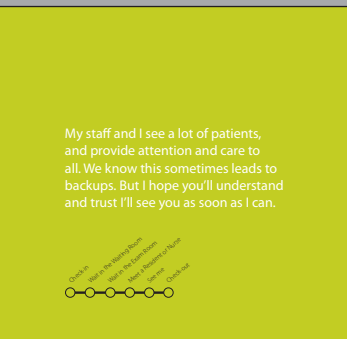 My staff and I see a lot of patients,
and provide attention and care to
all. We know this sometimes leads to
backups. But I hope you'll understand
and trust I'll see you as soon as I can.
Check-in
Wait in the Waiting Room
Wait in the Exam Room
Meet a Resident or Nurse
See me
Check-out